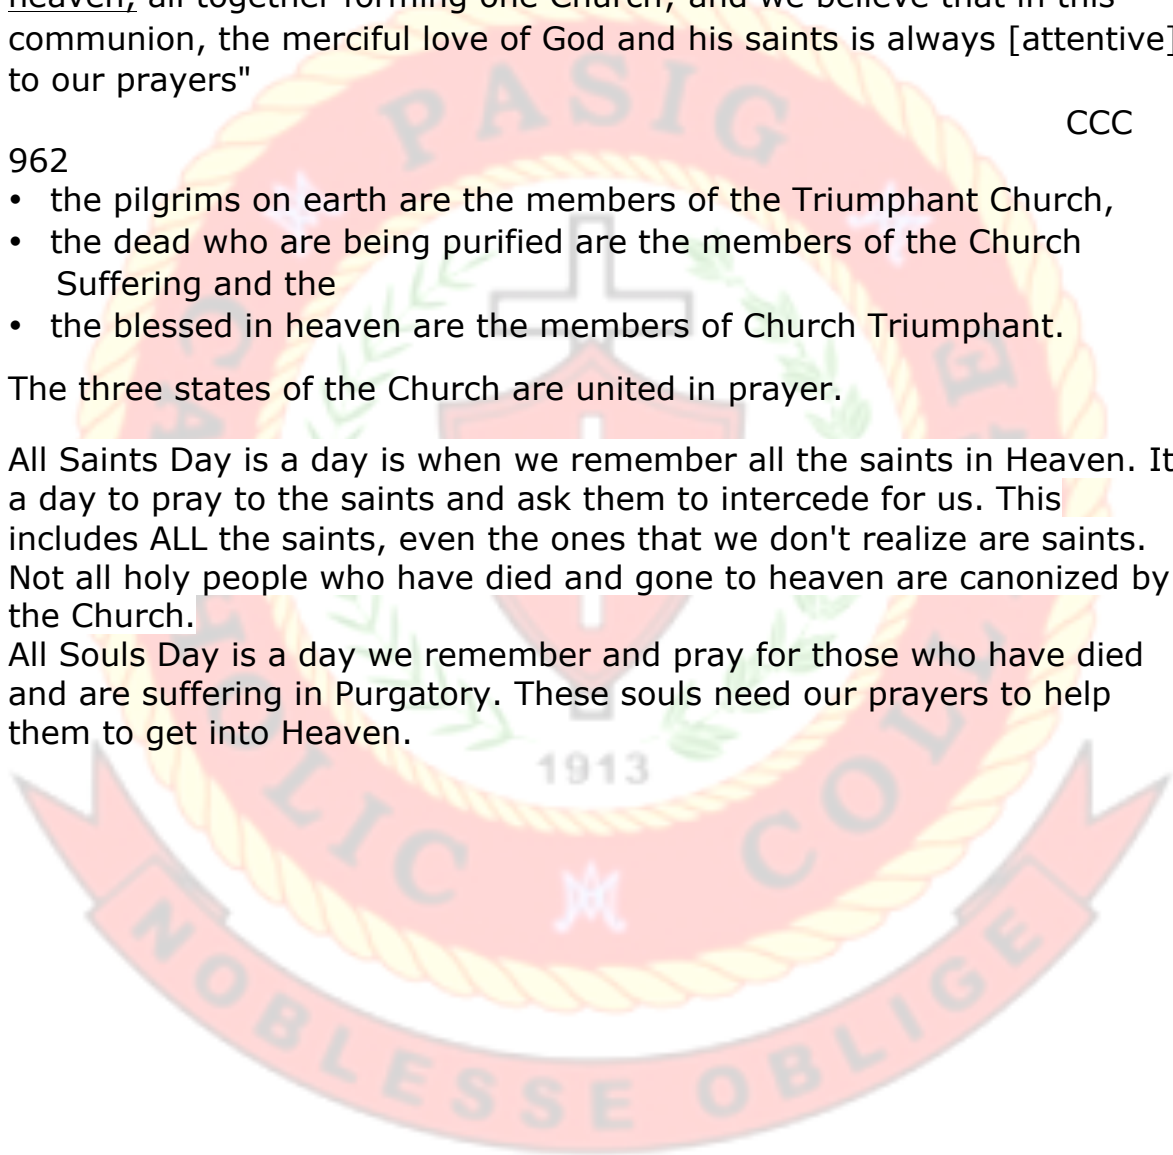 heaven, all together forming one Church; and we believe that in this
communion, the merciful love of God and his saints is always [attentive]
to our prayers"
CCC
962
• the pilgrims on earth are the members of the Triumphant Church,
• the dead who are being purified are the members of the Church
Suffering and the
• the blessed in heaven are the members of Church Triumphant.
The three states of the Church are united in prayer.
All Saints Day is a day is when we remember all the saints in Heaven. It
a day to pray to the saints and ask them to intercede for us. This
includes ALL the saints, even the ones that we don't realize are saints.
Not all holy people who have died and gone to heaven are canonized by
the Church.
All Souls Day is a day we remember and pray for those who have died
and are suffering in Purgatory. These souls need our prayers to help
them to get into Heaven.
PASIG
CATOLIC COLLEGE
1913
NOBLESSE OBLIGE